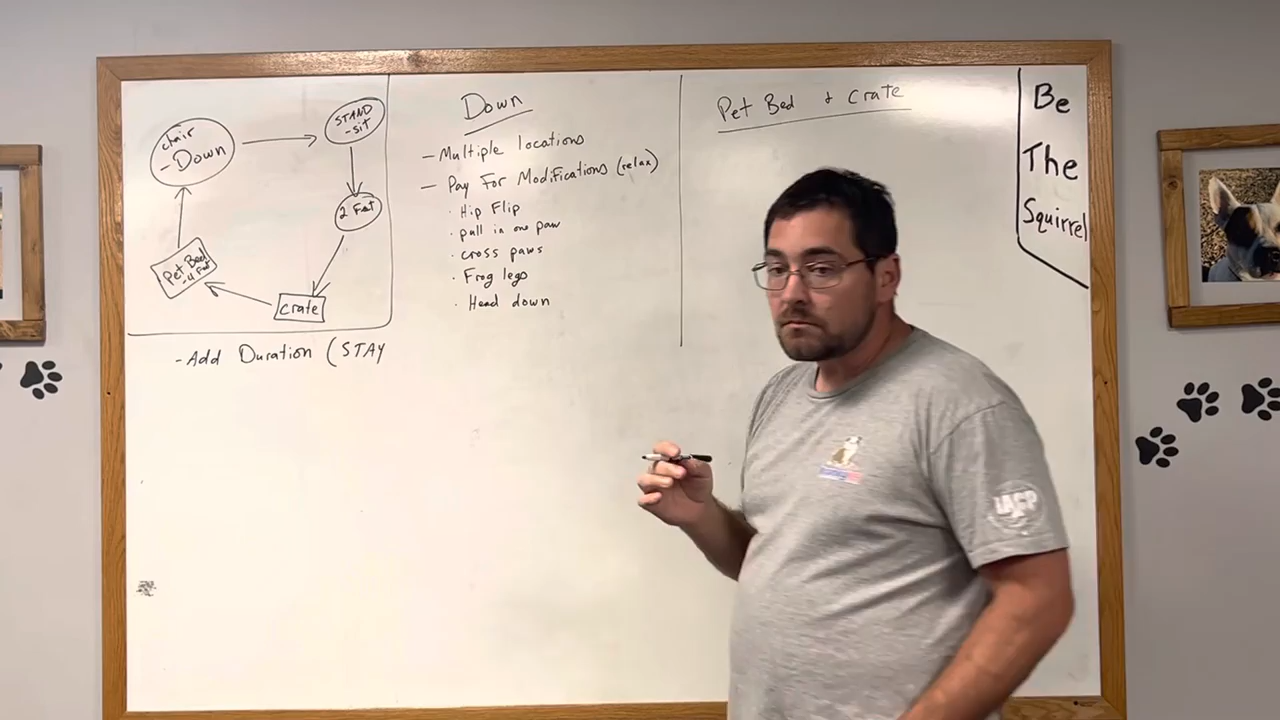 chair
- Down
STAND
- sit
2 Feet
crate
Pet Bed
- 4 Feet
- Add Duration (STAY
Down
- Multiple locations
- Pay For Modifications (relax)
· Hip Flip
· pull in one paw
· cross paws
· Frog legs
· Head down
Pet Bed & crate
Be
The
Squirrel
IACP